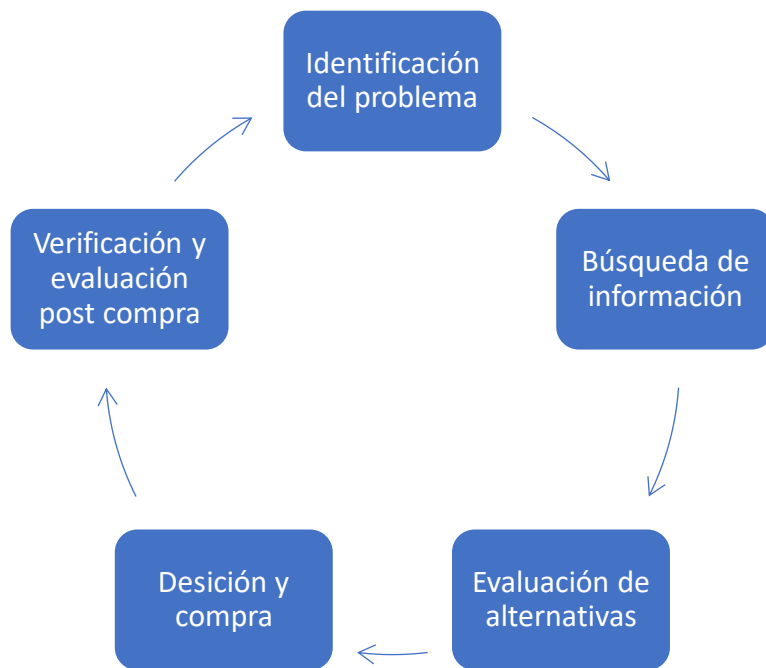 Identificación
del problema
Búsqueda de
información
Evaluación de
alternativas
Desición y
compra
Verificación y
evaluación
post compra